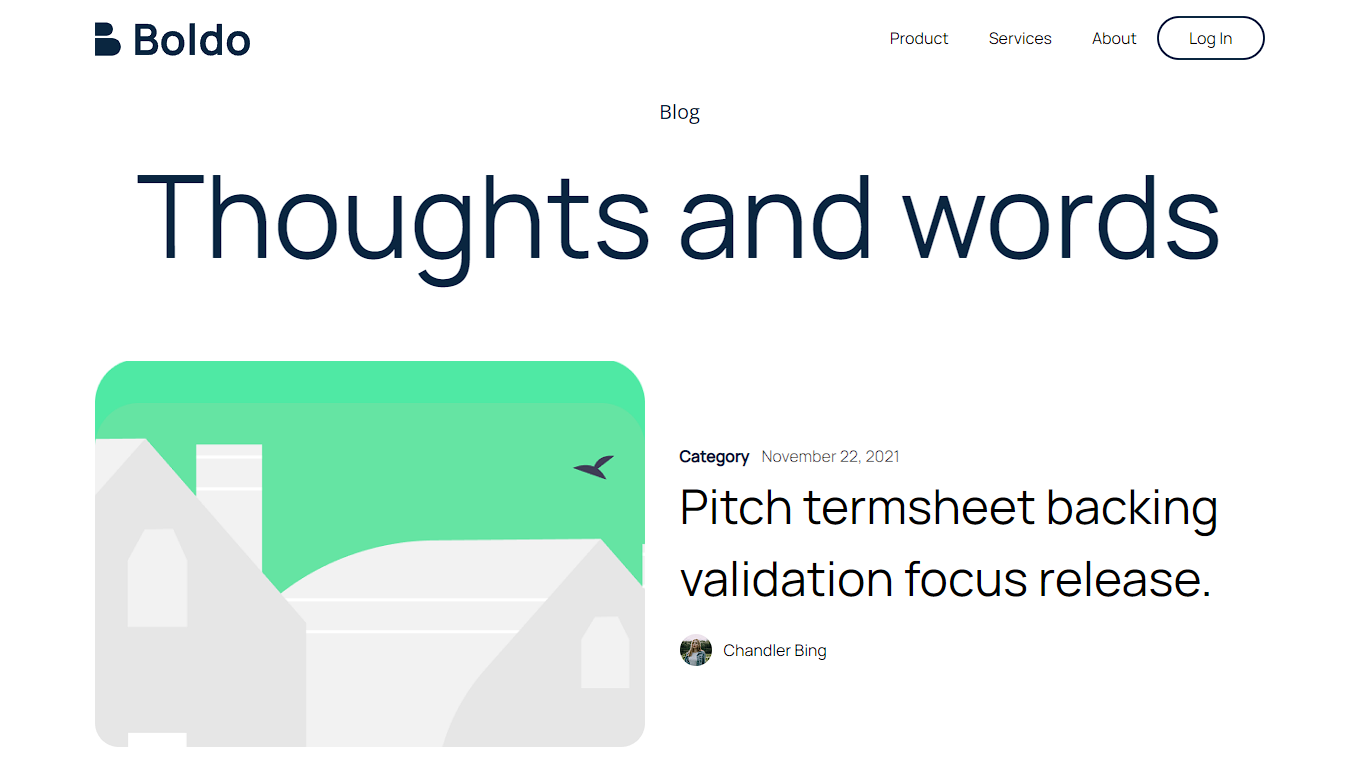 Boldo
Product Services About Log In
Blog
Thoughts and words
Category November 22, 2021
Pitch termsheet backing
validation focus release.
Chandler Bing